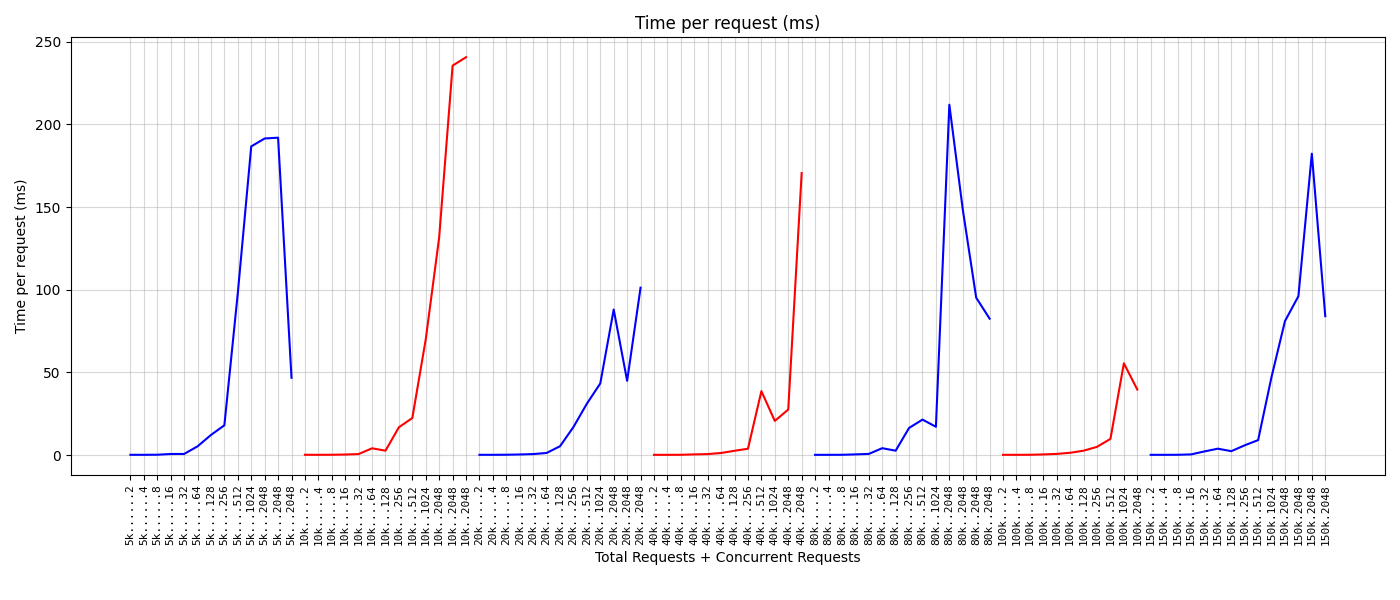 Time per request (ms)
250
200
150
100
50
0
Time per request (ms)
5k......2
5k......4
5k......8
5k.....16
5k.....32
5k.....64
5k....128
5k....256
5k....512
5k...1024
5k...2048
5k...2048
5k...2048
10k.....2
10k.....4
10k.....8
10k....16
10k....32
10k....64
10k...128
10k...256
10k...512
10k..1024
10k..2048
10k..2048
10k..2048
20k.....2
20k.....4
20k.....8
20k....16
20k....32
20k....64
20k...128
20k...256
20k...512
20k..1024
20k..2048
20k..2048
20k..2048
40k.....2
40k.....4
40k.....8
40k....16
40k....32
40k....64
40k...128
40k...256
40k...512
40k..1024
40k..2048
40k..2048
80k.....2
80k.....4
80k.....8
80k....16
80k....32
80k....64
80k...128
80k...256
80k...512
80k..1024
80k..2048
80k..2048
80k..2048
80k..2048
100k....2
100k....4
100k....8
100k...16
100k...32
100k...64
100k..128
100k..256
100k..512
100k.1024
100k.2048
150k....2
150k....4
150k....8
150k...16
150k...32
150k...64
150k..128
150k..256
150k..512
150k.1024
150k.2048
150k.2048
150k.2048
150k.2048
Total Requests + Concurrent Requests